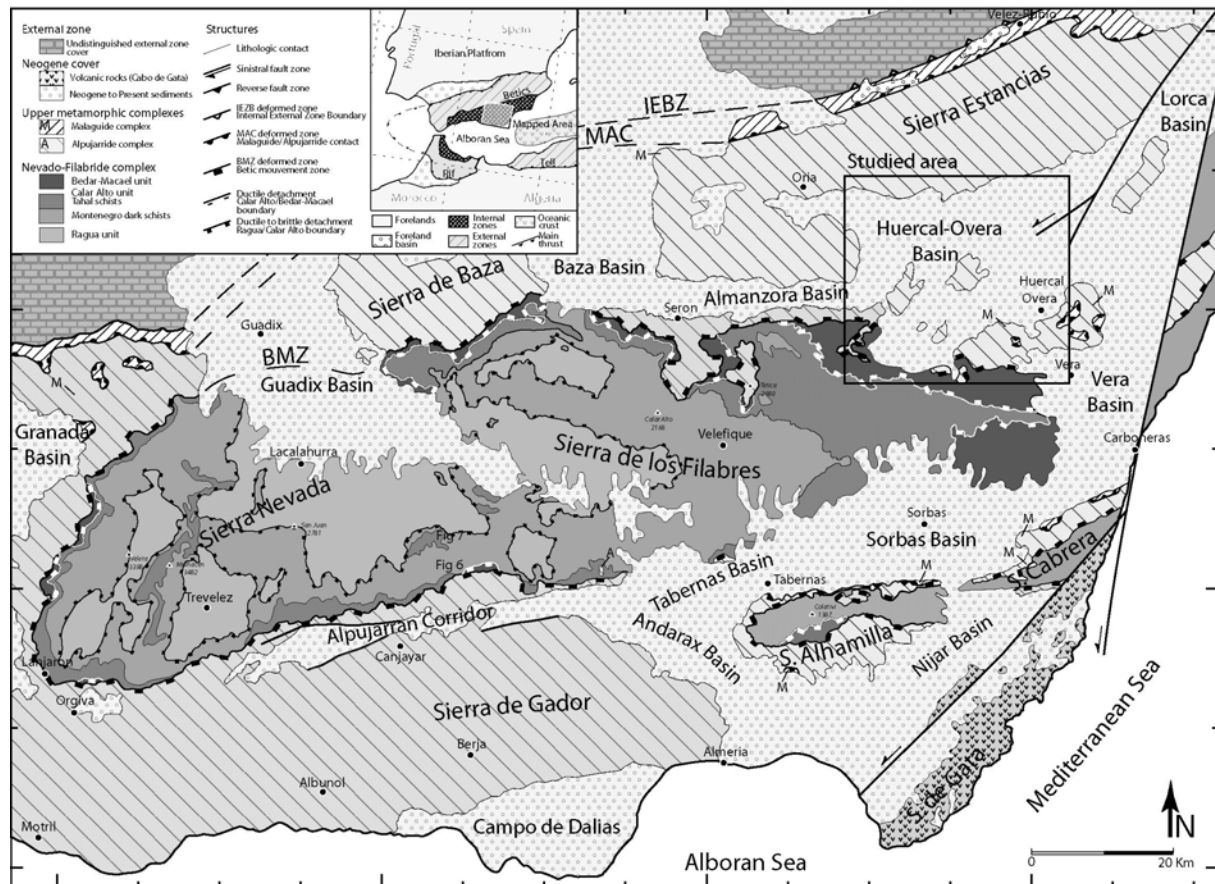 External zone
Undistinguished external zone
cover
Neogene cover
Volcanic rocks (Cabo de Gata)
Neogene to Present sediments
Upper metamorphic complexes
M
Malaguide complex
A
Alpujarride complex
Nevado-Filabride complex
Bedar-Macael unit
Calar Alto unit
Tahal schists
Montenegro dark schists
Ragua unit
Structures
Lithologic contact
Sinistral fault zone
Reverse fault zone
IEZB deformed zone
Internal External Zone Boundary
MAC deformed zone
Malaguide/Alpujarride contact
BMZ deformed zone
Betic mouvement zone
Ductile detachment
Calar Alto/Bedar-Macael
boundary
Ductile to brittle detachment
Ragua/Calar Alto boundary
Portugal
Spain
Iberian Platfrom
Betics
Mapped Area
Alboran Sea
Rif
Tell
Morocco
Algeria
Forelands
Internal
zones
Oceanic
crust
Foreland
basin
External
zones
Main
thrust
Velez-Rubio
IEBZ
MAC
M
Sierra Estancias
Lorca
Basin
Studied area
Oria
Huercal-Overa
Basin
Huercal
Overa
M
M
Sierra de Baza
Baza Basin
Almanzora Basin
Seron
Guadix
BMZ
Guadix Basin
M
Vera
Vera
Basin
Granada
Basin
Calar Alto
2168
Velefique
Carboneras
Lacalahurra
Sierra de los Filabres
Sierra Nevada
San Juan
2781
Fig 7
Fig 6
A
Sorbas
Sorbas Basin
M
M
M
S. Cabrera
Trevelez
Tabernas Basin
Tabernas
Alpujarran Corridor
Canjayar
Andarax Basin
S. Alhamilla
M
Nijar Basin
Lanjaron
Orgiva
Sierra de Gador
Berja
Almeria
Albunol
Motril
Campo de Dalias
S. de Gata
Mediterranean Sea
Alboran Sea
N
0
20 Km